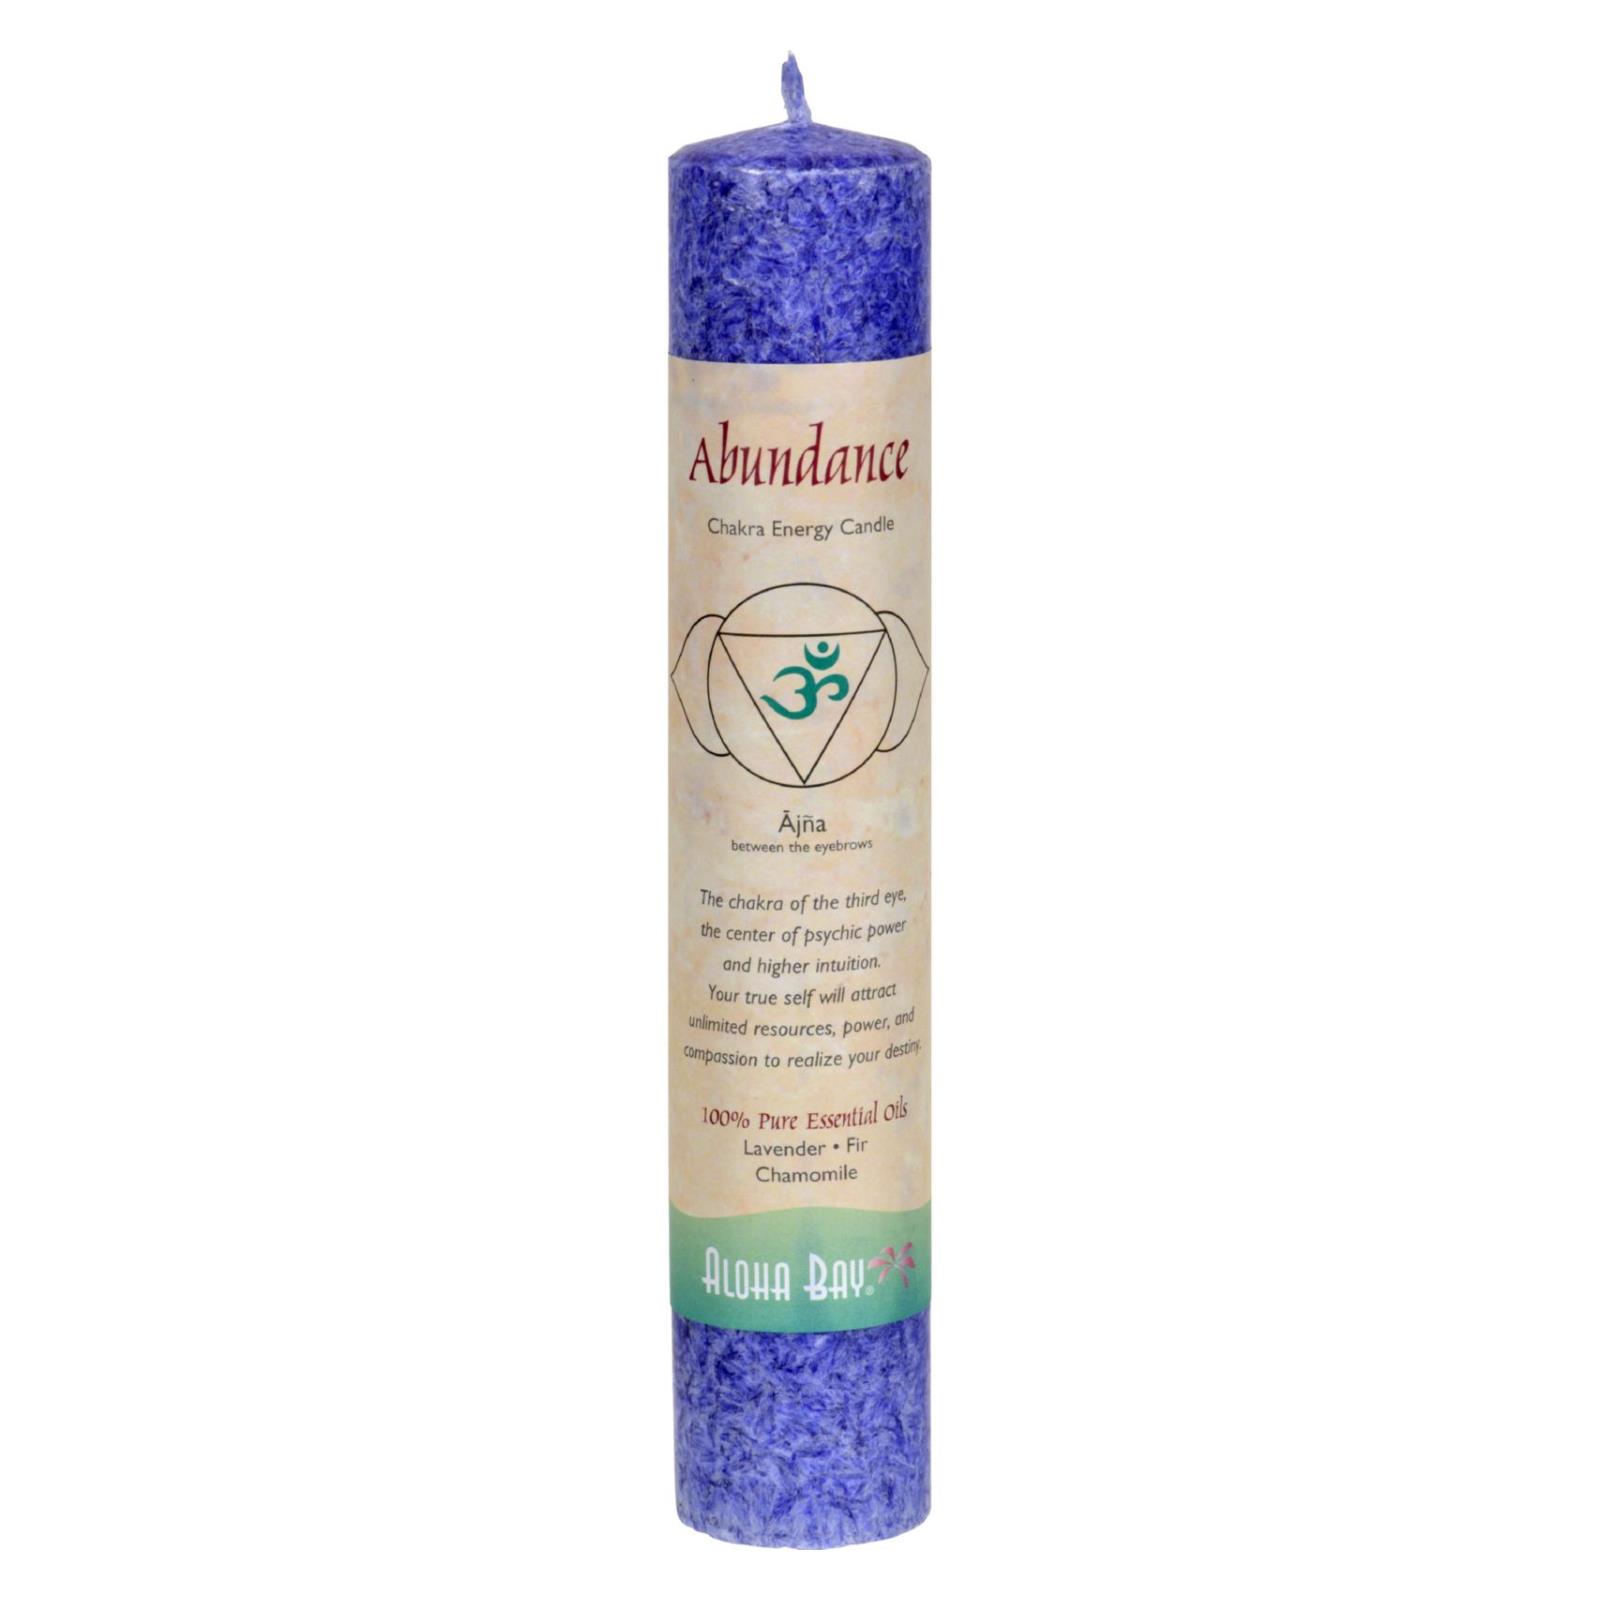 Abundance
Chakra Energy Candle
ॐ
Ājña
between the eyebrows
The chakra of the third eye,
the center of psychic power
and higher intuition.
Your true self will attract
unlimited resources, power, and
compassion to realize your destiny.
100% Pure Essential Oils
Lavender • Fir
Chamomile
ALOHA BAY®